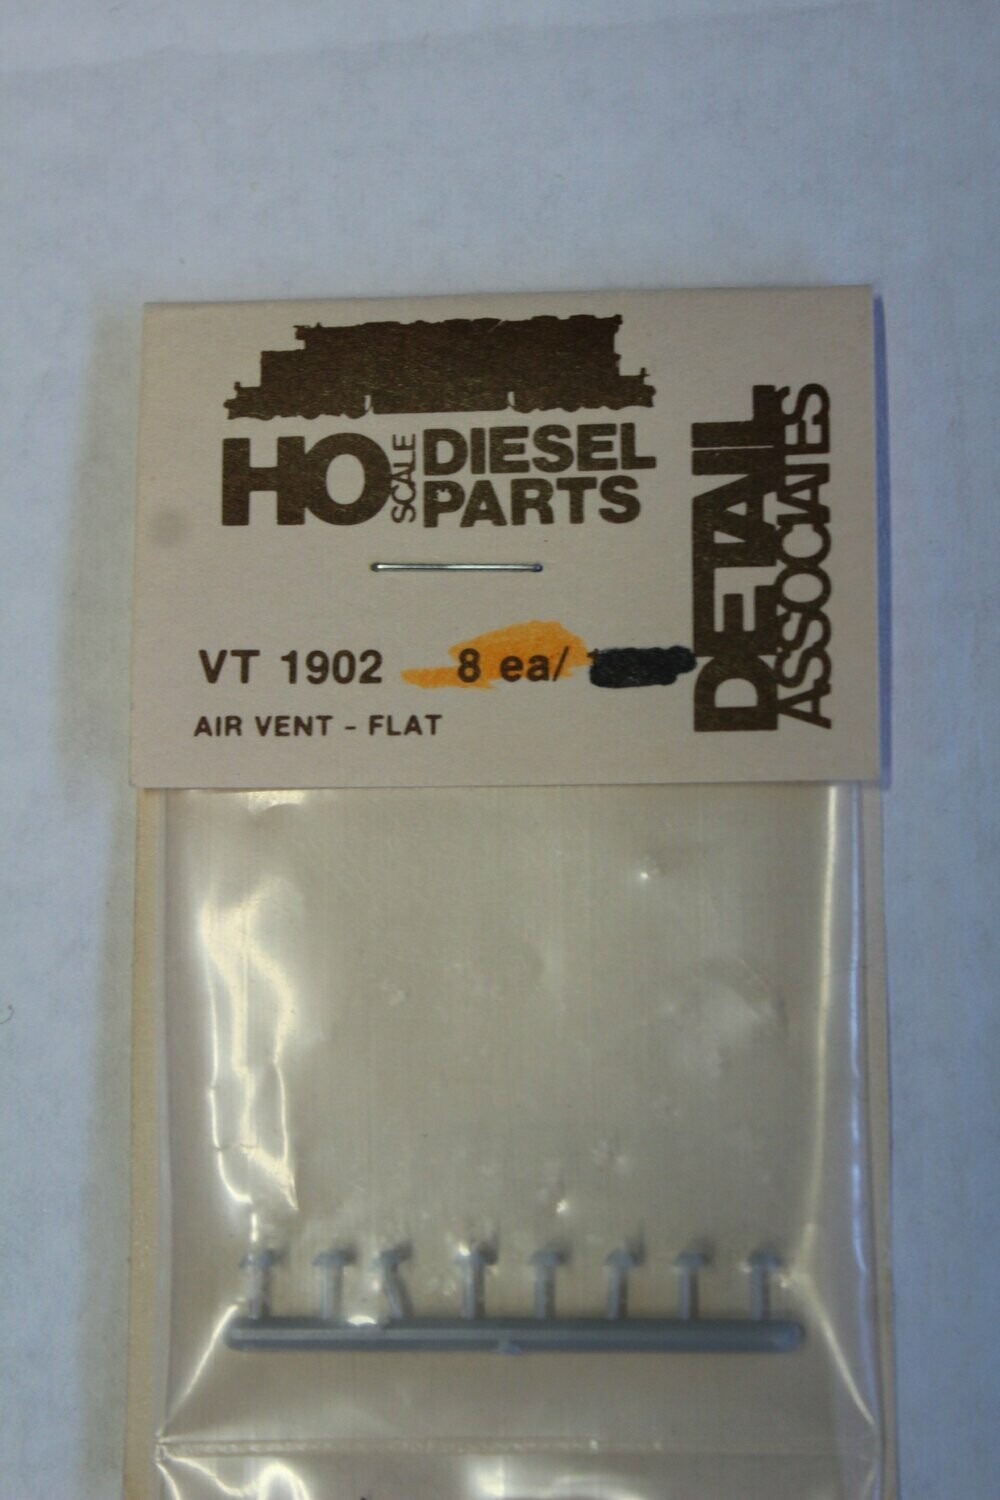 HO SCALE DIESEL PARTS
DETAIL ASSOCIATES
VT 1902 8 ea/
AIR VENT - FLAT